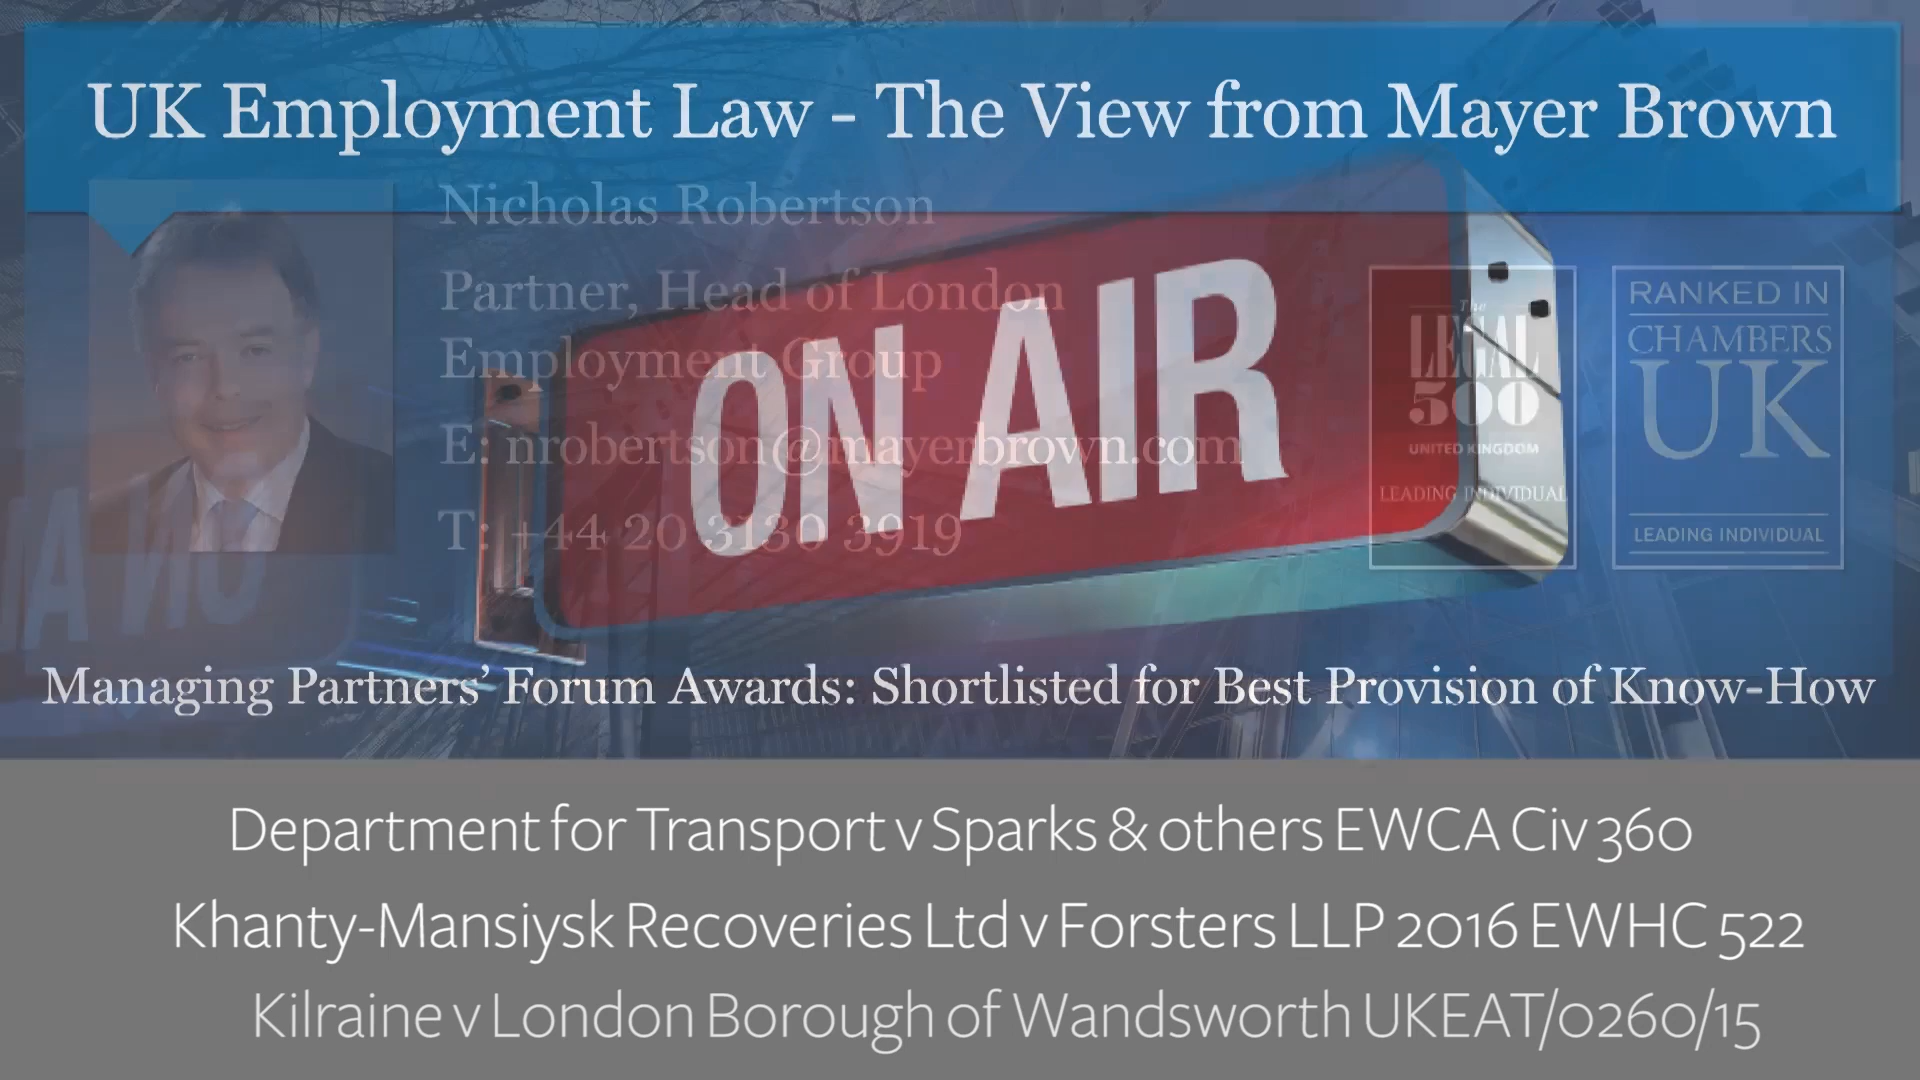 UK Employment Law - The View from Mayer Brown
Nicholas Robertson
Partner, Head of London
Employment Group
E: nrobertson@mayerbrown.com
T: +44 20 3130 3919
ON AIR
The
LEGAL
500
UNITED KINGDOM
LEADING INDIVIDUAL
RANKED IN
CHAMBERS
UK
LEADING INDIVIDUAL
Managing Partners’ Forum Awards: Shortlisted for Best Provision of Know-How
Department for Transport v Sparks & others EWCA Civ 360
Khanty-Mansiysk Recoveries Ltd v Forsters LLP 2016 EWHC 522
Kilraine v London Borough of Wandsworth UKEAT/0260/15